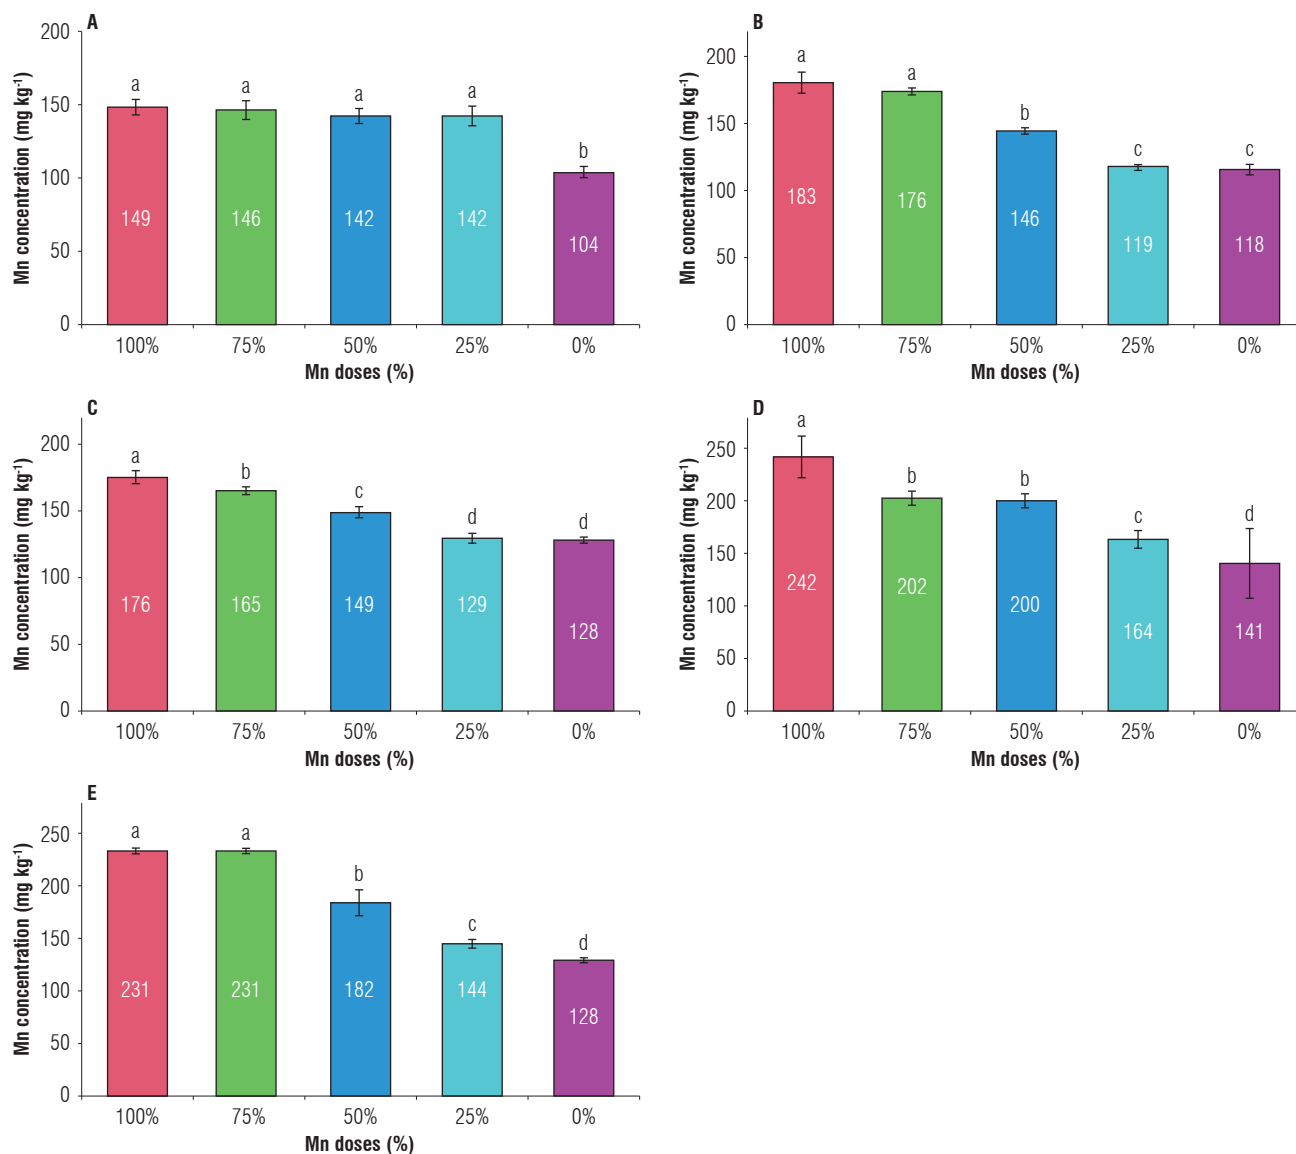 A
Mn concentration (mg kg-1)
200
150
100
50
0
a
a
a
a
b
149
146
142
142
104
100%
75%
50%
25%
0%
Mn doses (%)
B
Mn concentration (mg kg-1)
200
150
100
50
0
a
a
b
c
c
183
176
146
119
118
100%
75%
50%
25%
0%
Mn doses (%)
C
Mn concentration (mg kg-1)
200
150
100
50
0
a
b
c
d
d
176
165
149
129
128
100%
75%
50%
25%
0%
Mn doses (%)
D
Mn concentration (mg kg-1)
250
200
150
100
50
0
a
b
b
c
d
242
202
200
164
141
100%
75%
50%
25%
0%
Mn doses (%)
E
Mn concentration (mg kg-1)
250
200
150
100
50
0
a
a
b
c
d
231
231
182
144
128
100%
75%
50%
25%
0%
Mn doses (%)